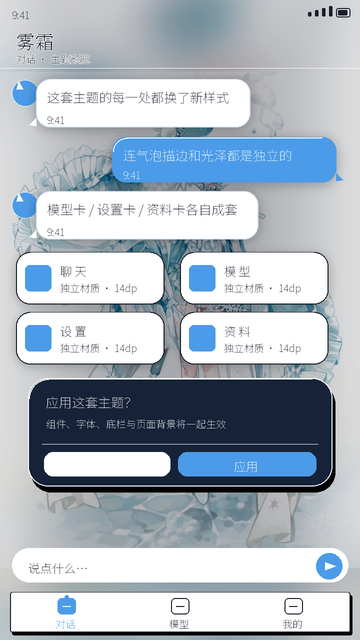 9:41
雾霜
对话 · 主题预览
这套主题的每一处都换了新样式
9:41
连气泡描边和光泽都是独立的
9:41
模型卡 / 设置卡 / 资料卡各自成套
9:41
聊天
独立材质 · 14dp
模型
独立材质 · 14dp
设置
独立材质 · 14dp
资料
独立材质 · 14dp
应用这套主题？
组件、字体、底栏与页面背景将一起生效
应用
说点什么…
对话
模型
我的